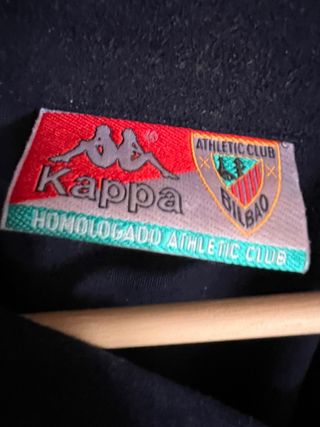 ATHLETIC CLUB
Kappa
BILBAO
HOMOLOGADO ATHLETIC CLUB